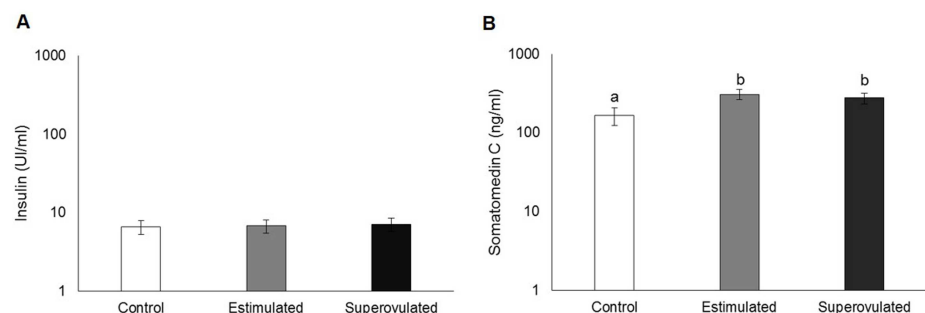 A
Insulin (UI/ml)
1000
100
10
1
Control Estimulated Superovulated
B
Somatomedin C (ng/ml)
1000
100
10
1
a
b
b
Control Estimulated Superovulated